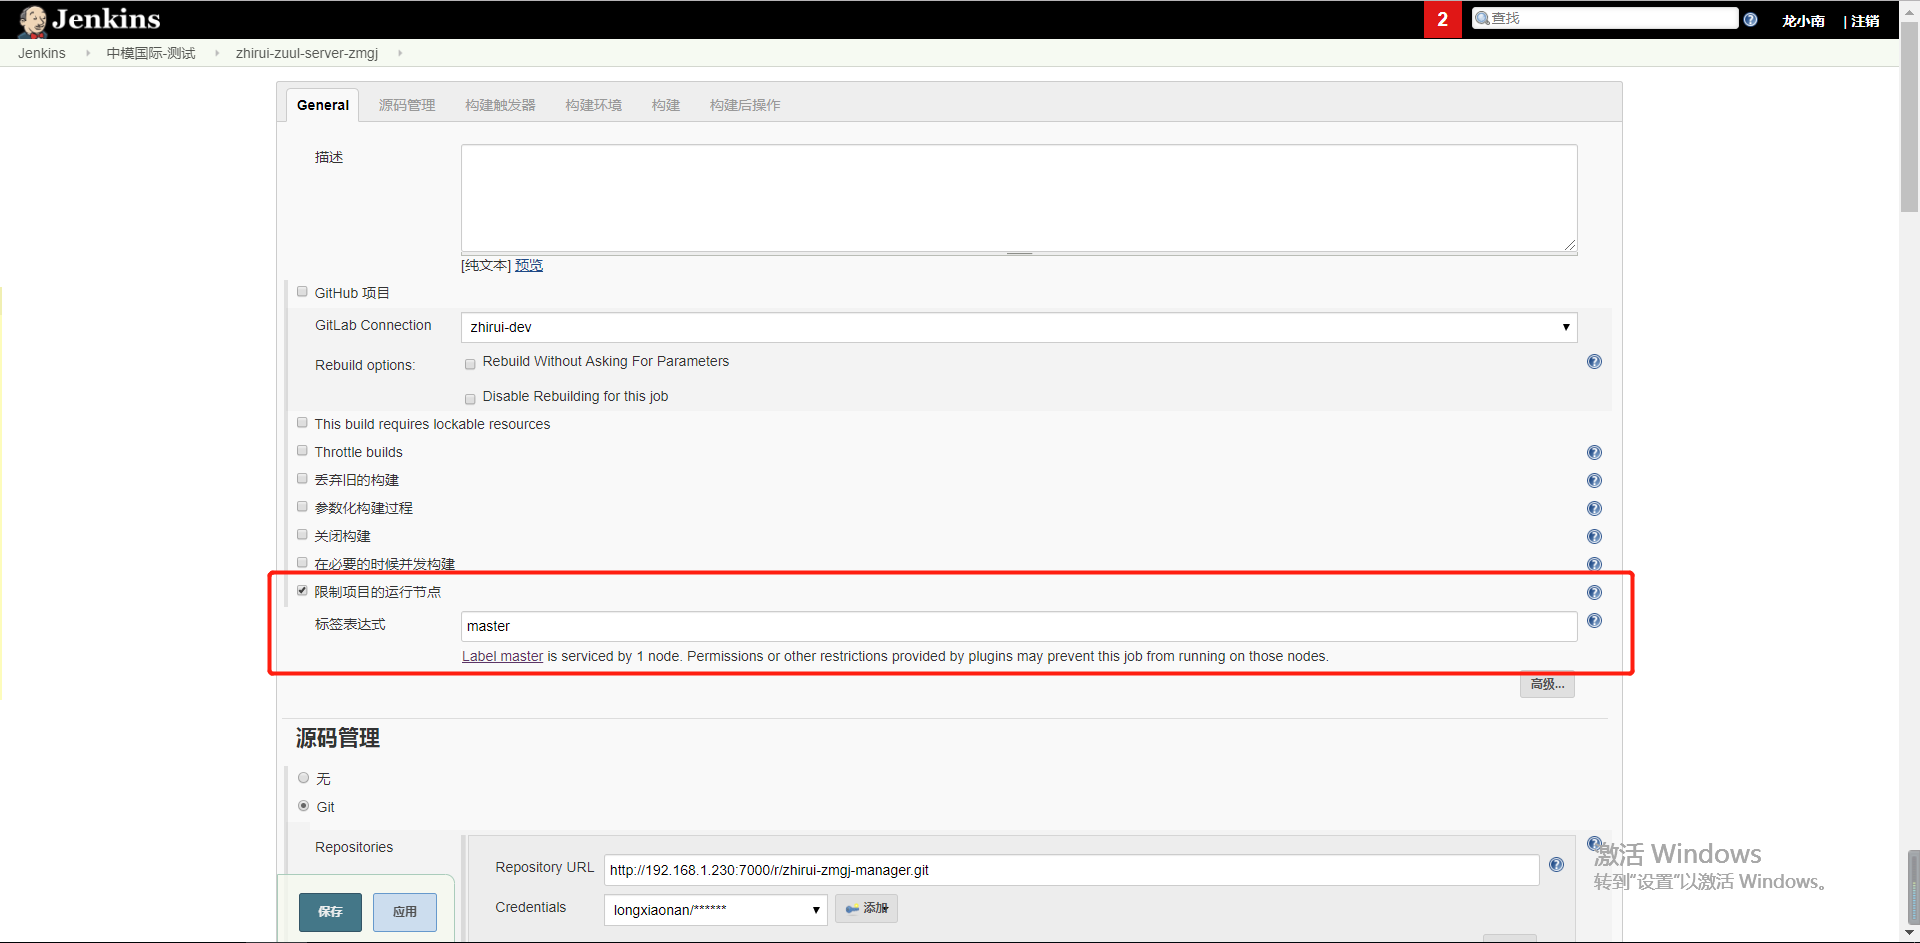 Jenkins
2
查找
龙小南 | 注销
Jenkins 中模国际-测试 zhirui-zuul-server-zmgj
General 源码管理 构建触发器 构建环境 构建 构建后操作
描述
[纯文本] 预览
GitHub 项目
GitLab Connection zhirui-dev
Rebuild options: Rebuild Without Asking For Parameters
Disable Rebuilding for this job
This build requires lockable resources
Throttle builds
丢弃旧的构建
参数化构建过程
关闭构建
在必要的时候并发构建
限制项目的运行节点
标签表达式 master
Label master is serviced by 1 node. Permissions or other restrictions provided by plugins may prevent this job from running on those nodes.
高级...
源码管理
无
Git
Repositories
Repository URL http://192.168.1.230:7000/r/zhirui-zmgj-manager.git
Credentials longxiaonan/****** 添加
保存 应用
激活 Windows
转到"设置"以激活 Windows。